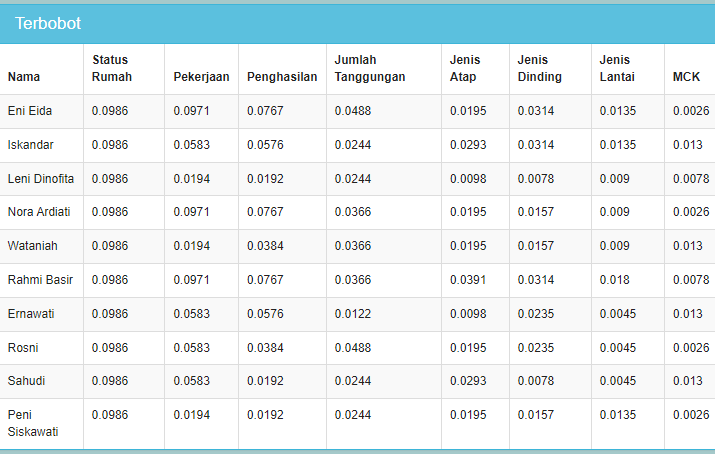 Terbobot
Nama Status Rumah Pekerjaan Penghasilan Jumlah Tanggungan Jenis Atap Jenis Dinding Jenis Lantai MCK
Eni Eida 0.0986 0.0971 0.0767 0.0488 0.0195 0.0314 0.0135 0.0026
Iskandar 0.0986 0.0583 0.0576 0.0244 0.0293 0.0314 0.0135 0.013
Leni Dinofita 0.0986 0.0194 0.0192 0.0244 0.0098 0.0078 0.009 0.0078
Nora Ardiati 0.0986 0.0971 0.0767 0.0366 0.0195 0.0157 0.009 0.0026
Wataniah 0.0986 0.0194 0.0384 0.0366 0.0195 0.0157 0.009 0.013
Rahmi Basir 0.0986 0.0971 0.0767 0.0366 0.0391 0.0314 0.018 0.0078
Ernawati 0.0986 0.0583 0.0576 0.0122 0.0098 0.0235 0.0045 0.013
Rosni 0.0986 0.0583 0.0384 0.0488 0.0195 0.0235 0.0045 0.0026
Sahudi 0.0986 0.0583 0.0192 0.0244 0.0293 0.0078 0.0045 0.013
Peni Siskawati 0.0986 0.0194 0.0192 0.0244 0.0195 0.0157 0.0135 0.0026